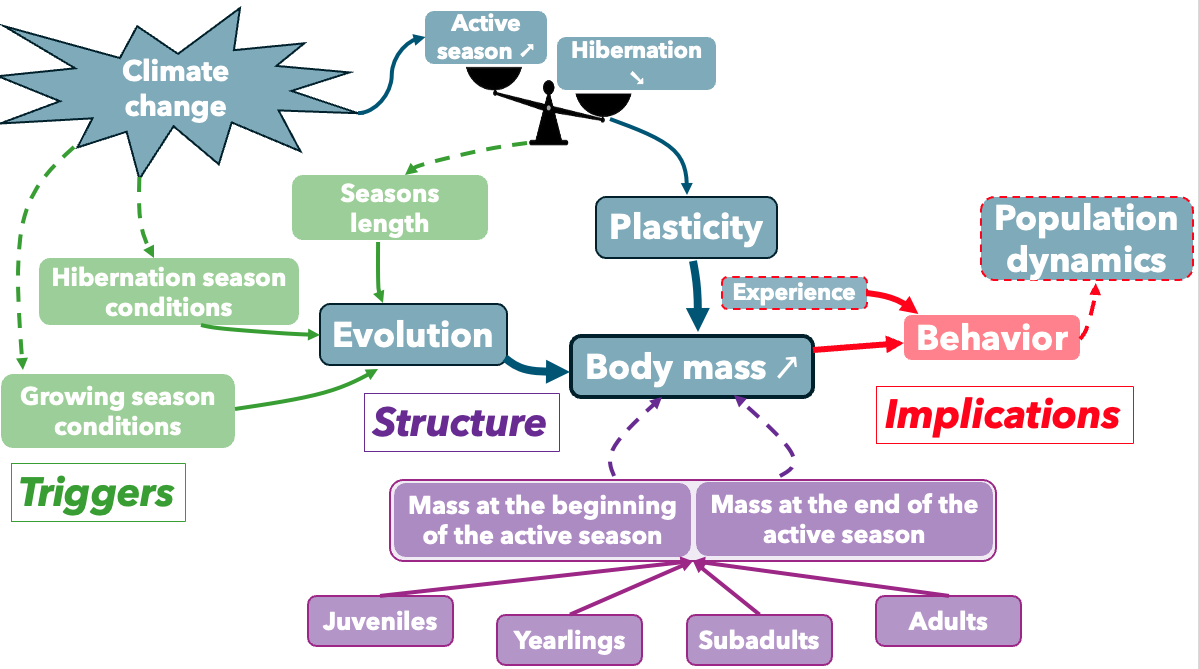 Climate
change
Active
season ↗
Hibernation
↘
Seasons
length
Hibernation season
conditions
Growing season
conditions
Triggers
Evolution
Plasticity
Experience
Body mass ↗
Behavior
Population
dynamics
Structure
Implications
Mass at the beginning
of the active season
Mass at the end of the
active season
Juveniles
Yearlings
Subadults
Adults